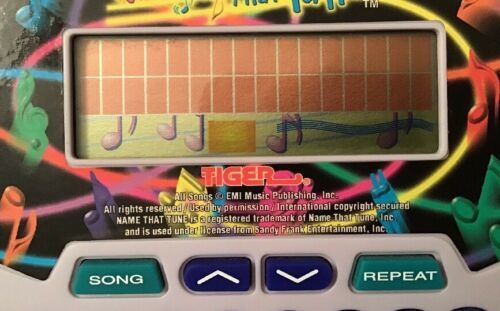 TM
TIGER
All Songs © EMI Music Publishing, Inc.
All rights reserved/Used by permission/International copyright secured
NAME THAT TUNE is a registered trademark of Name That Tune, Inc.
and is used under license from Sandy Frank Entertainment, Inc.
SONG
REPEAT